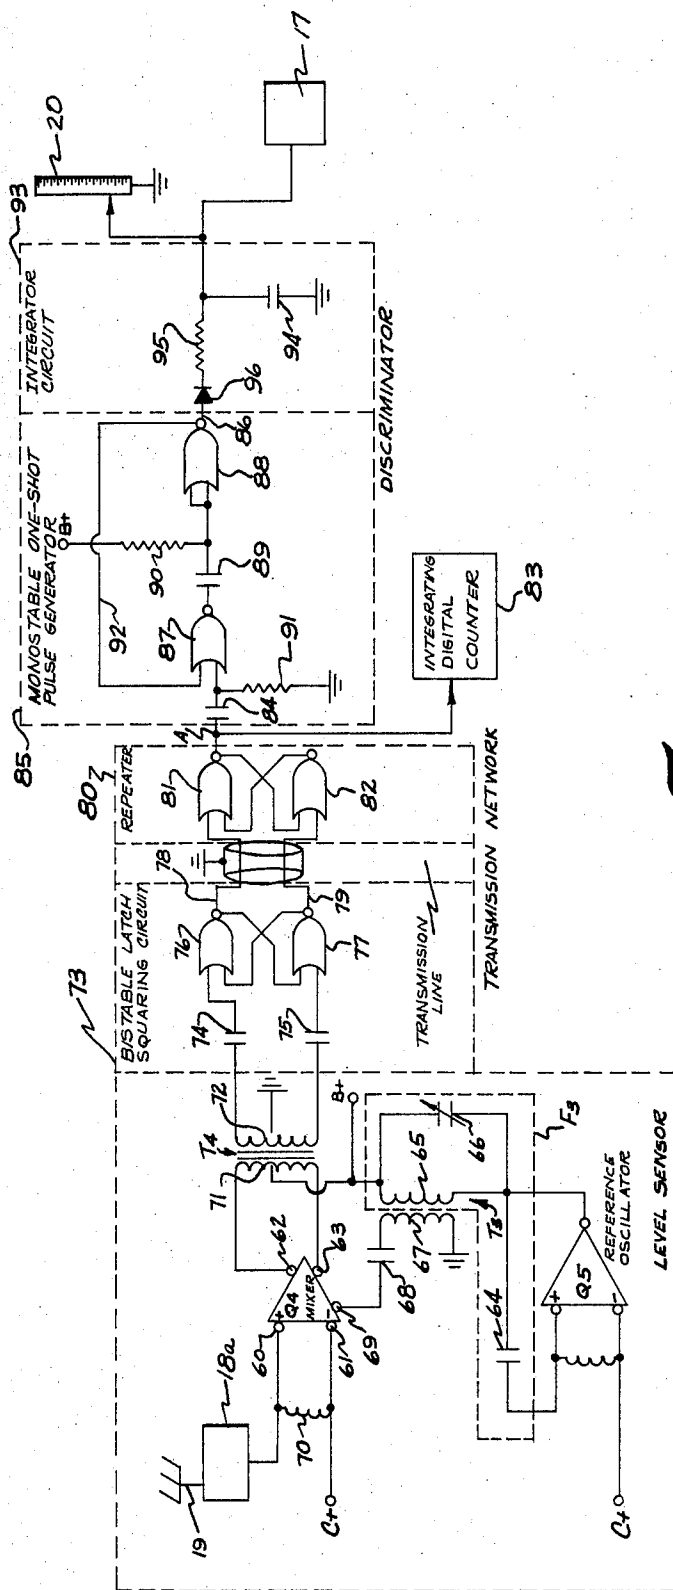 93
20
17
INTEGRATOR
CIRCUIT
95
94
96
86
88
DISCRIMINATOR
85
MONOSTABLE ONE-SHOT
PULSE GENERATOR
B+
92
90
89
87
91
84
A
INTEGRATING
DIGITAL
COUNTER
83
80
REPEATER
81
82
TRANSMISSION NETWORK
78
79
73
BISTABLE LATCH
SQUARING CIRCUIT
76
77
74
75
TRANSMISSION
LINE
72
T4
71
62
63
B+
65
66
F3
T3
67
68
69
Q4
MIXER
+
-
60
61
70
18a
19
C+
64
REFERENCE
OSCILLATOR
Q5
+
-
C+
LEVEL SENSOR